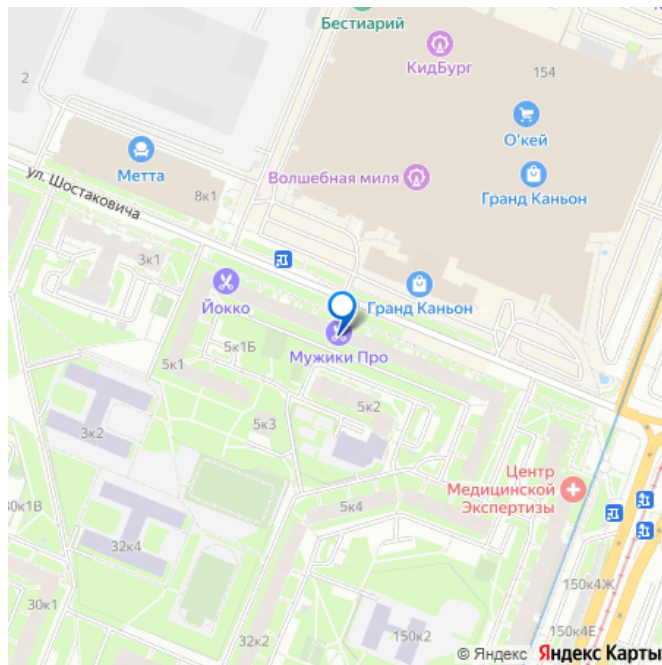 Бестиарий
КидБург
154
2
О'кей
Метта
Волшебная миля
8к1
Гранд Каньон
ул. Шостаковича
3к1
Йокко
Гранд Каньон
5к1Б
Мужики Про
5к1
5к2
3к2
5к3
Центр
Медицинской
Экспертизы
30к1В
5к4
32к4
150к4Ж
30к1
32к2
150к2
150к4Е
© Яндекс Яндекс Карты